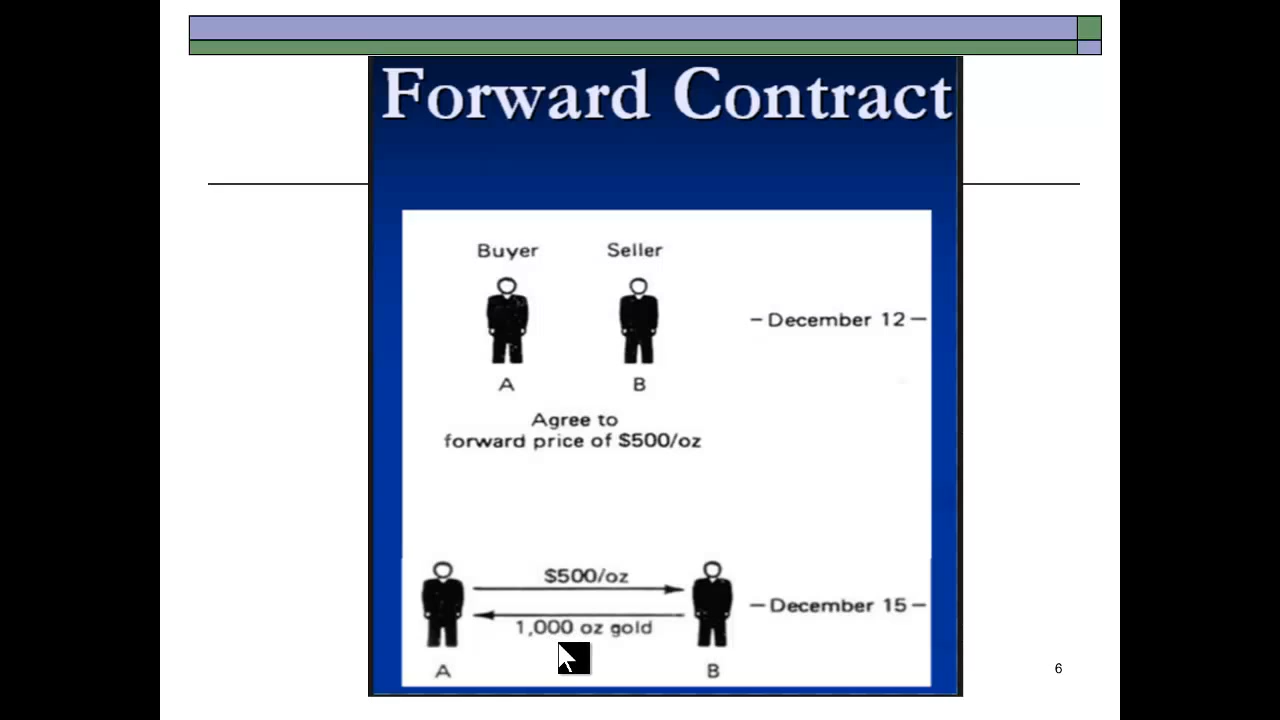 Forward Contract
Buyer
Seller
December 12
A
B
Agree to
forward price of $500/oz
$500/oz
December 15
1,000 oz gold
A
B
6